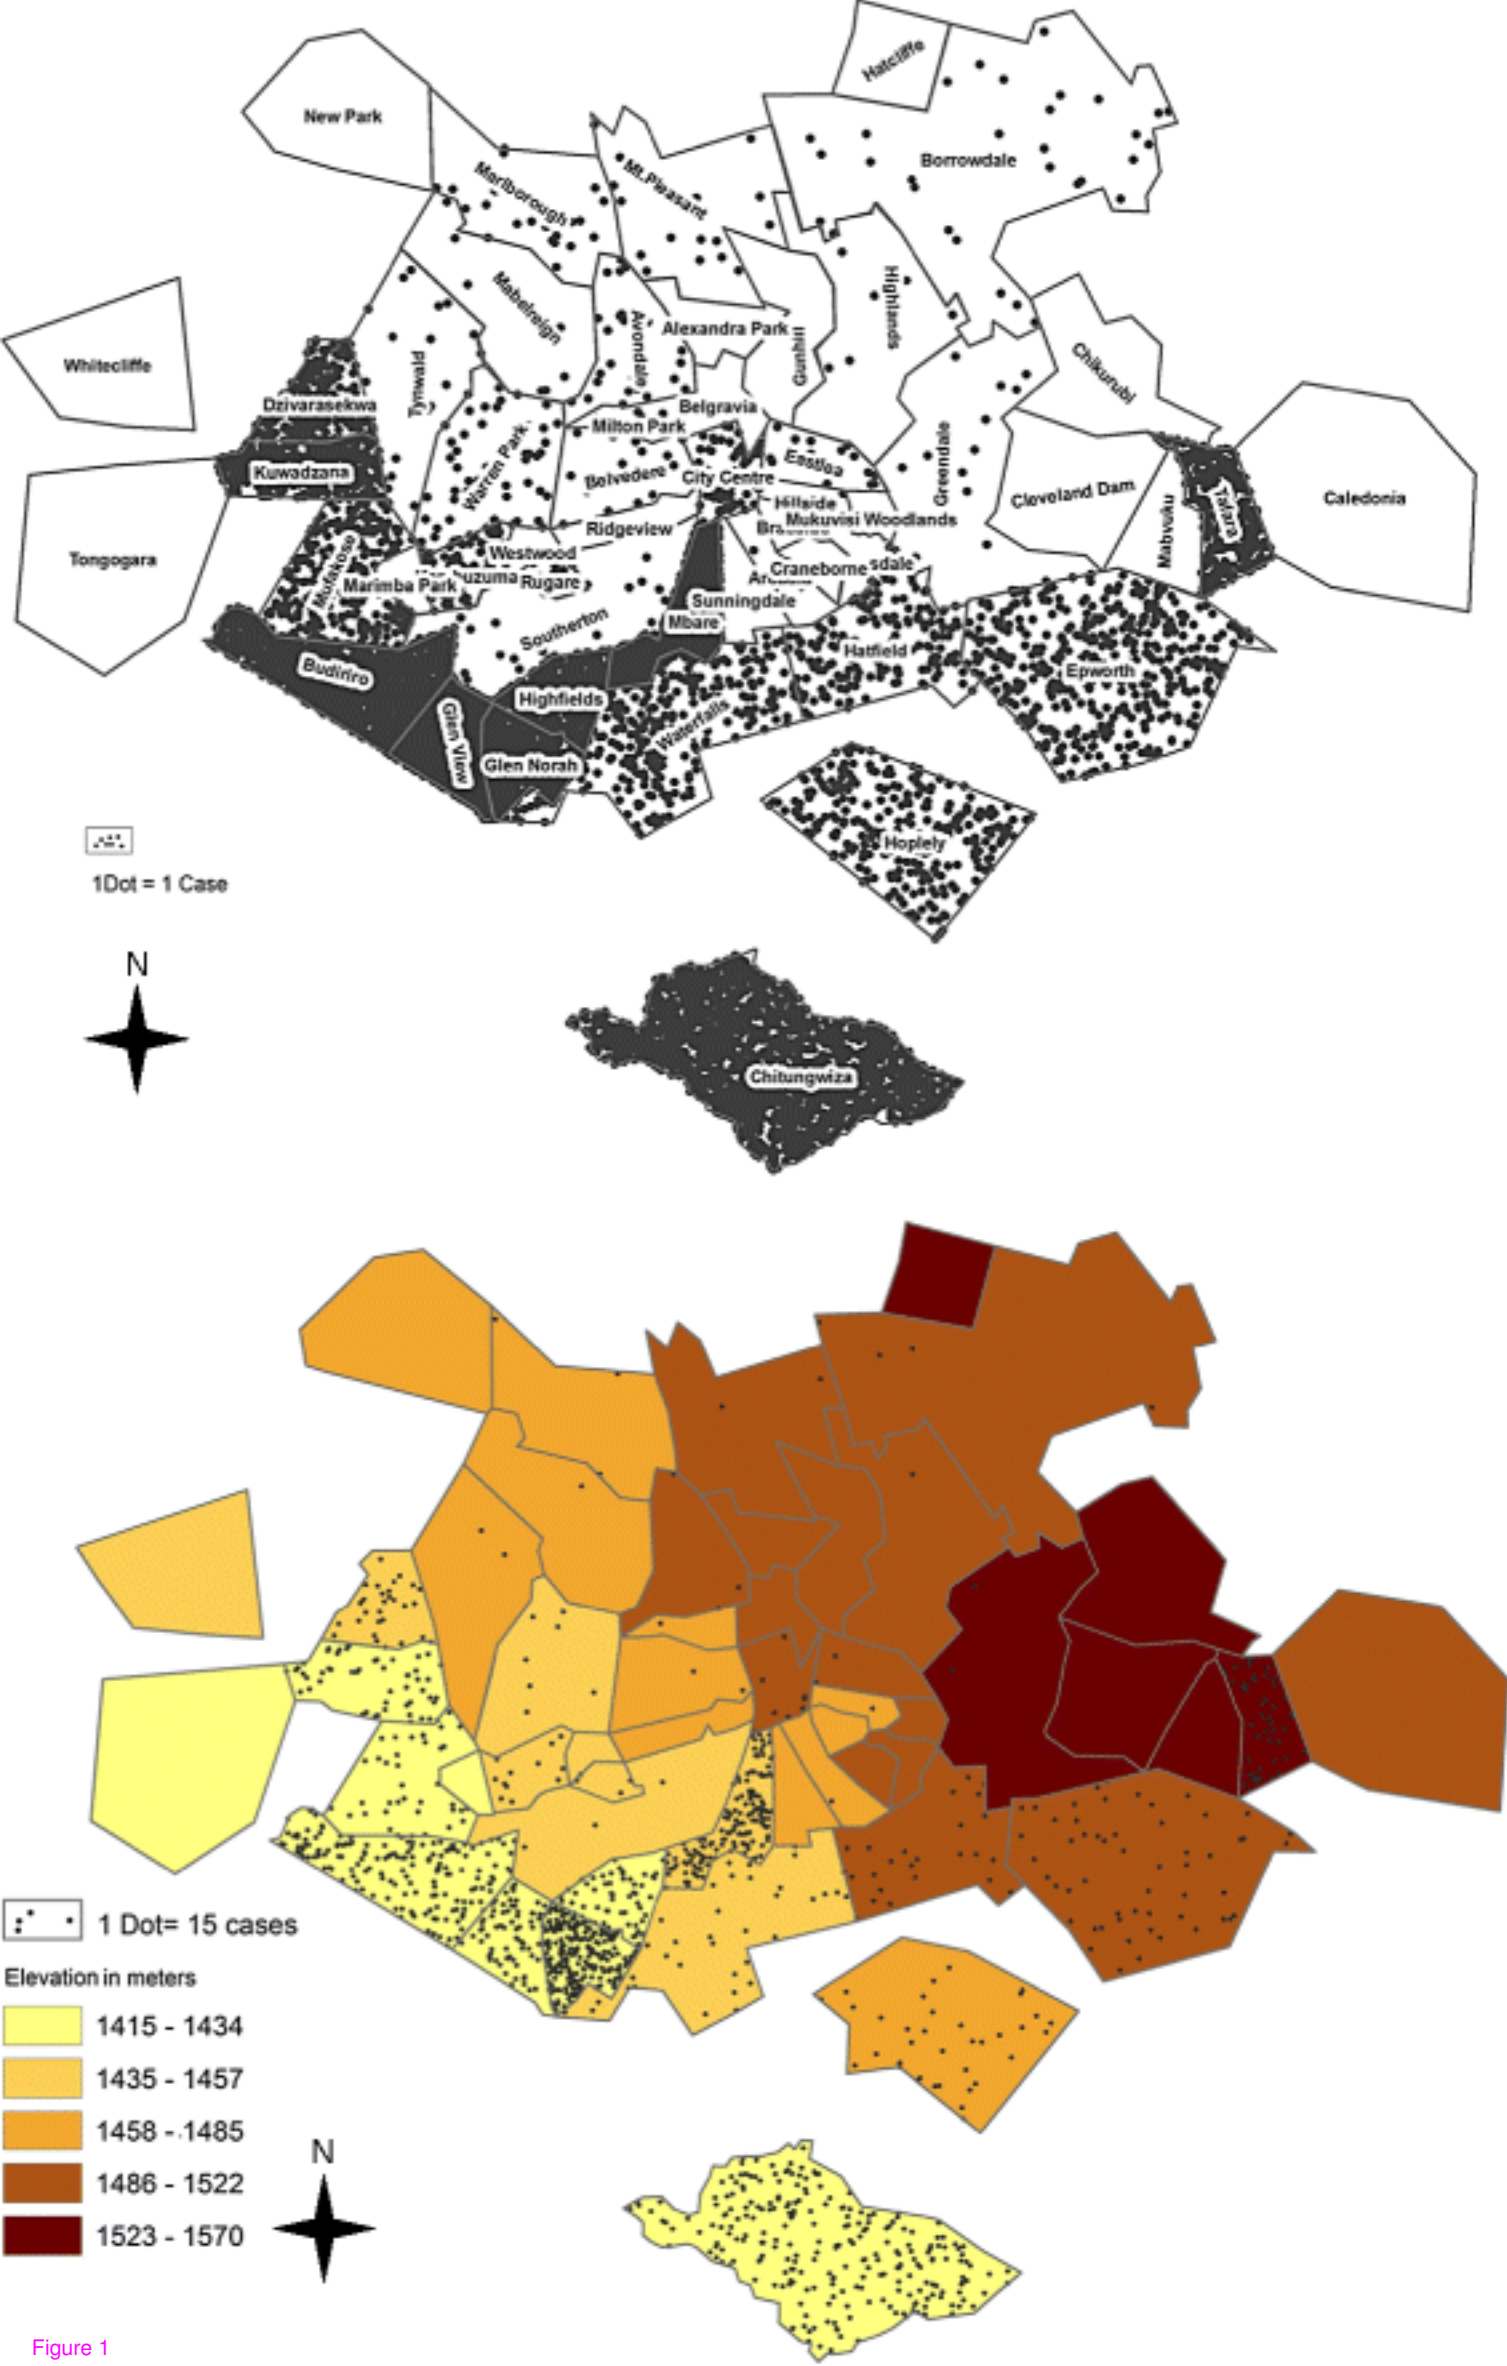 Hatcliffe
New Park
Borrowdale
Marlborough
Mt.Pleasant
Mabelreign
Highlands
Avondale
Alexandra Park
Gunhill
Whitecliffe
Chikurubi
Tynwald
Dzivarasekwa
Belgravia
Milton Park
Kuwadzana
Warren Park
Belvedere
City Centre
Eastlea
Greendale
Cleveland Dam
Tafara
Caledonia
Hillside
Mukuvisi Woodlands
Ridgeview
Mabvuku
Tongogara
Mufakose
Westwood
Marimba Park
Rugare
Craneborne
Sunningdale
Mbare
Southerton
Hatfield
Budiriro
Epworth
Highfields
Glen View
Waterfalls
Glen Norah
Hoplely
1Dot = 1 Case
N
Chitungwiza
1 Dot= 15 cases
Elevation in meters
1415 - 1434
1435 - 1457
1458 - 1485
1486 - 1522
1523 - 1570
N
Figure 1